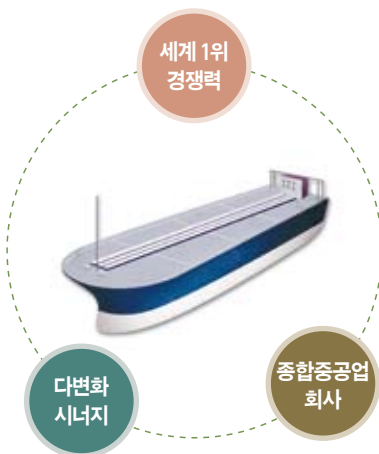 세계 1위
경쟁력
다변화
시너지
종합중공업
회사